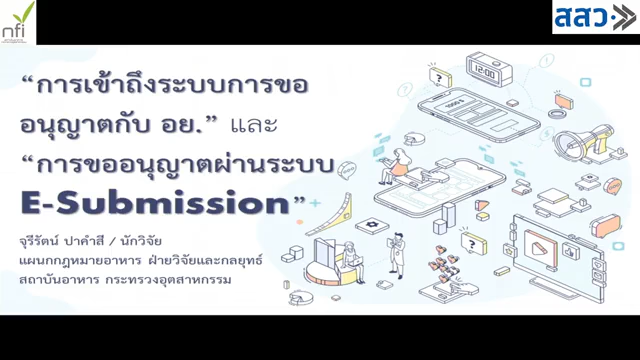 nfi
สสว
“การเข้าถึงระบบการขอ
อนุญาตกับ อย.” และ
“การขออนุญาตผ่านระบบ
E-Submission”
จุรีรัตน์ ปาคำสี / นักวิจัย
แผนกกฎหมายอาหาร ฝ่ายวิจัยและกลยุทธ์
สถาบันอาหาร กระทรวงอุตสาหกรรม
12:00